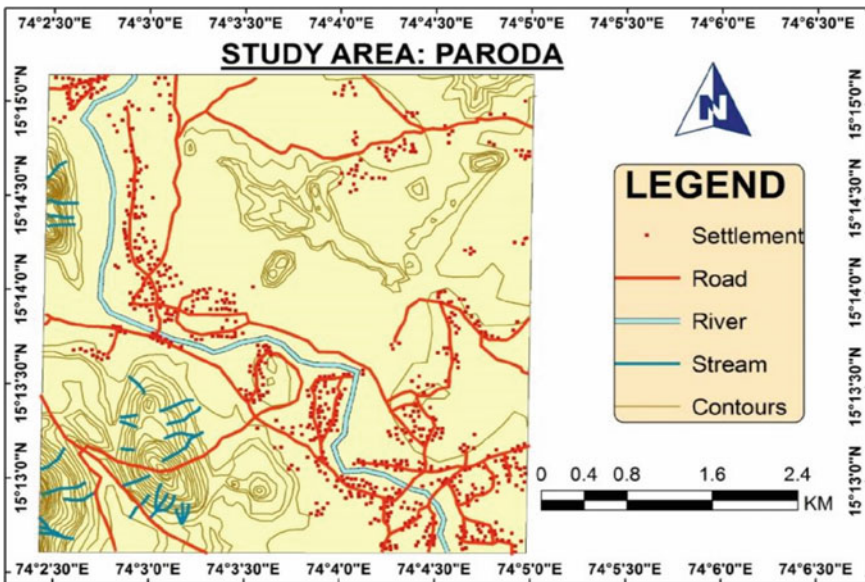 74°2'30"E 74°3'0"E 74°3'30"E 74°4'0"E 74°4'30"E 74°5'0"E 74°5'30"E 74°6'0"E 74°6'30"E
STUDY AREA: PARODA
15°15'0"N
15°14'30"N
15°14'0"N
15°13'30"N
15°13'0"N
N
LEGEND
Settlement
Road
River
Stream
Contours
0 0.4 0.8 1.6 2.4
KM
15°15'0"N
15°14'30"N
15°14'0"N
15°13'30"N
15°13'0"N
74°2'30"E 74°3'0"E 74°3'30"E 74°4'0"E 74°4'30"E 74°5'0"E 74°5'30"E 74°6'0"E 74°6'30"E